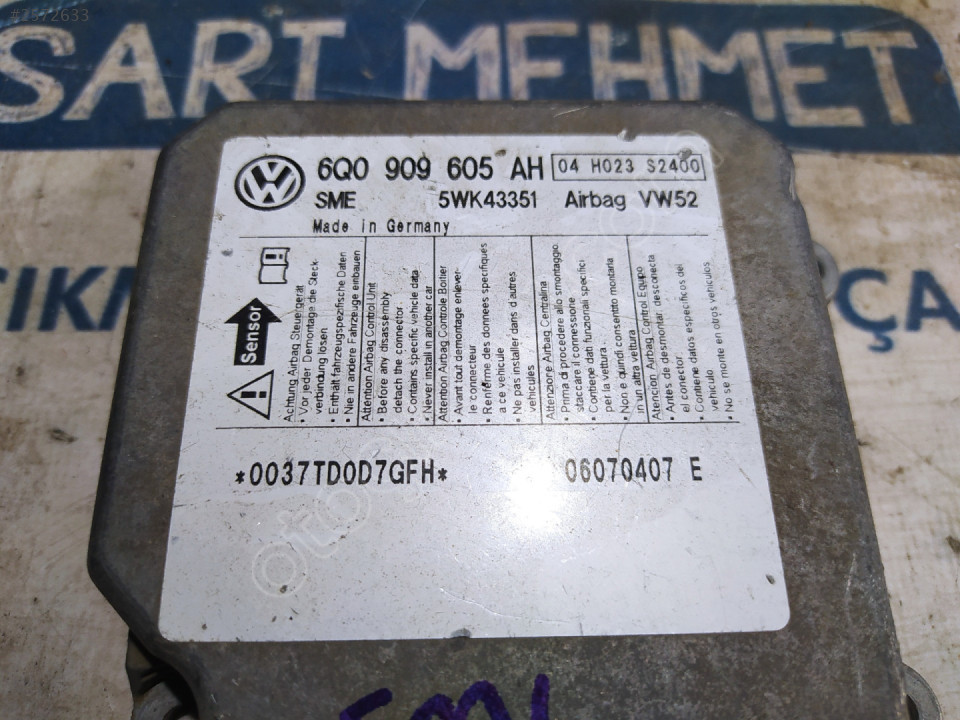 #3572633
SART MEHMET
6Q0 909 605 AH 04 H023 S2400
SME 5WK43351 Airbag VW52
Made in Germany
Sensor
Achtung Airbag Steuergerät
• Vor jeder Demontage die Steck-
verbindung lösen
• Enthält fahrzeugspezifische Daten
• Nie in andere Fahrzeuge einbauen
Attention Airbag Control Unit
• Before any disassembly
detach the connector
• Contains specific vehicle data
• Never install in another car
Attention Airbag Controle Boitier
• Avant tout demontage enlever-
le connecteur
• Renferme des données spécifiques
a ce véhicule
• Ne pas installer dans d'autres
véhicules
Attenzione Airbag Centralina
• Prima di procedere allo smontaggio
staccare il connessione
• Contiene dati funzionali specifici
per la vettura
• Non e quindi consentito montarla
in un altra vettura
Atencion Airbag Control Equipo
• Antes de desmontar desconecta
el conector
• Contiene datos especificos del
vehiculo
• No se monte en otros vehiculos
*0037TD0D7GFH* 06070407 E